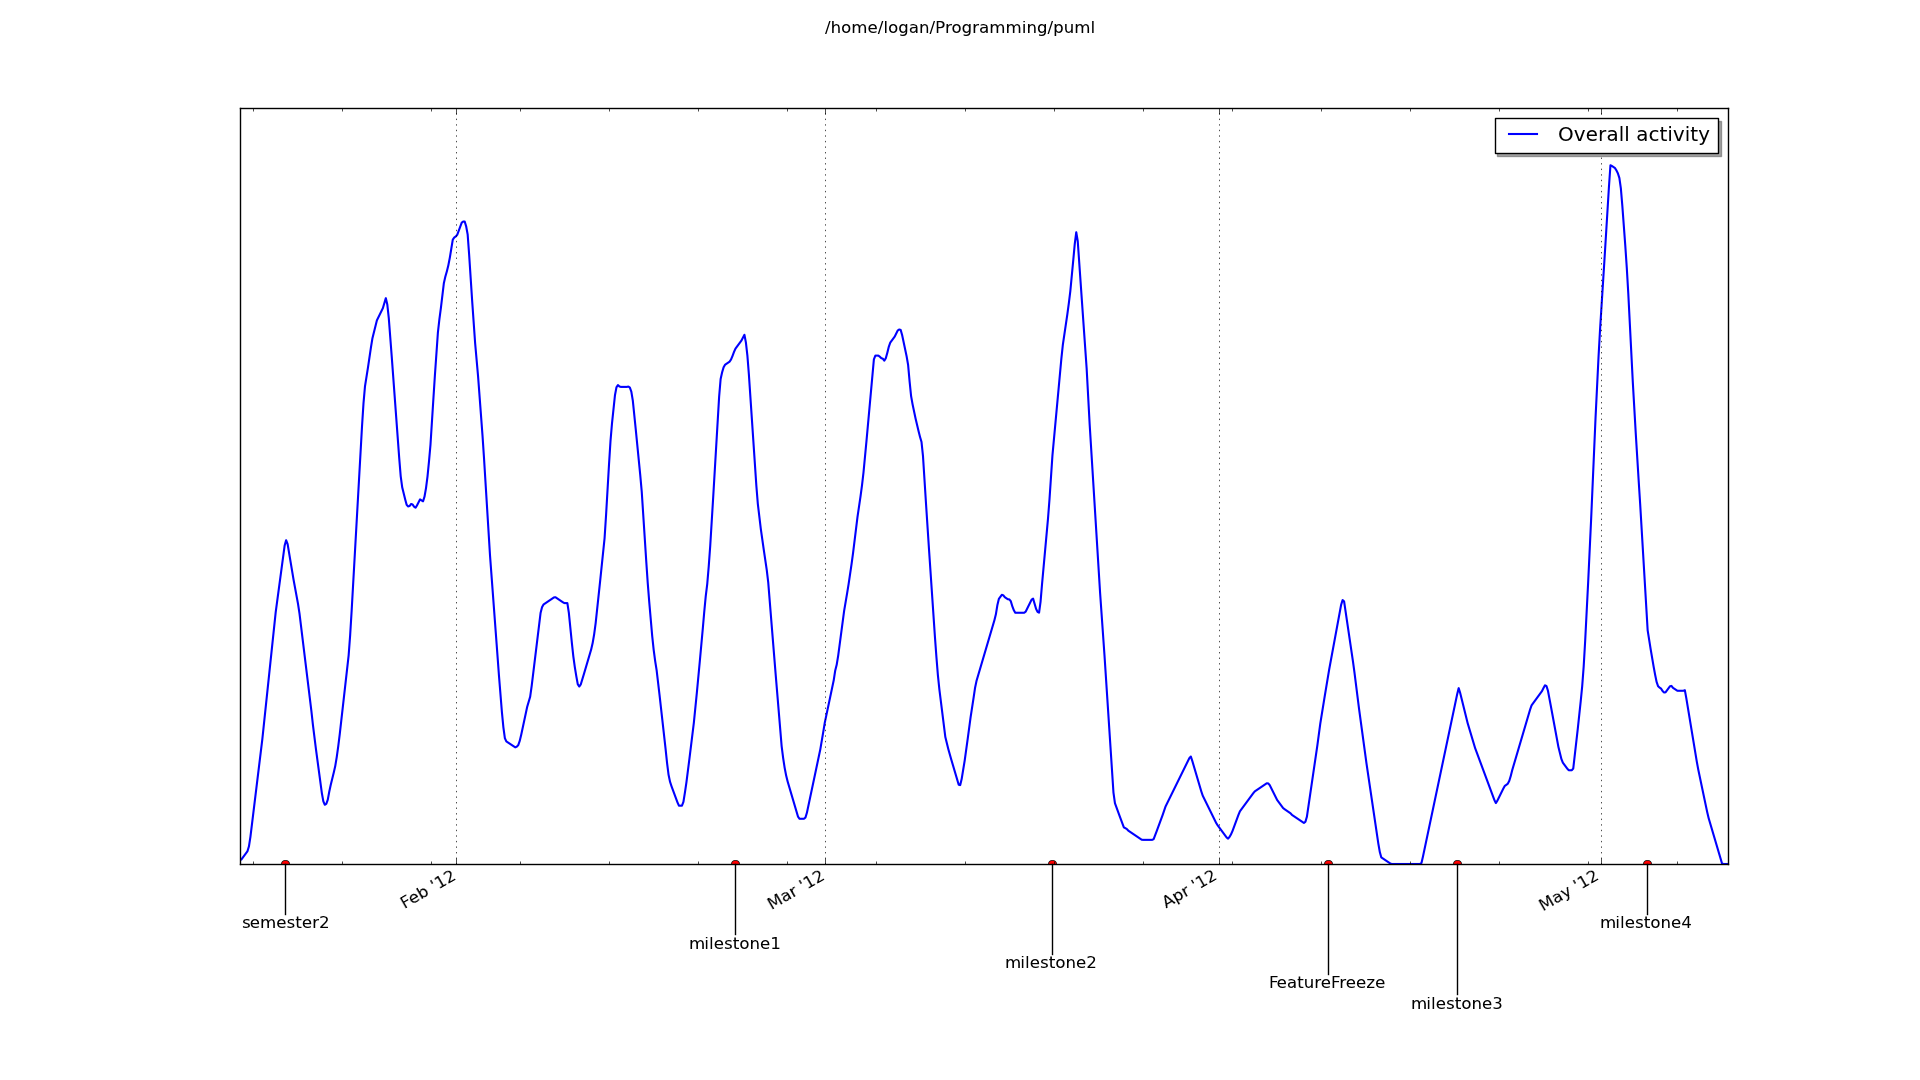 /home/logan/Programming/puml
Overall activity
Feb '12
Mar '12
Apr '12
May '12
semester2
milestone1
milestone2
FeatureFreeze
milestone3
milestone4